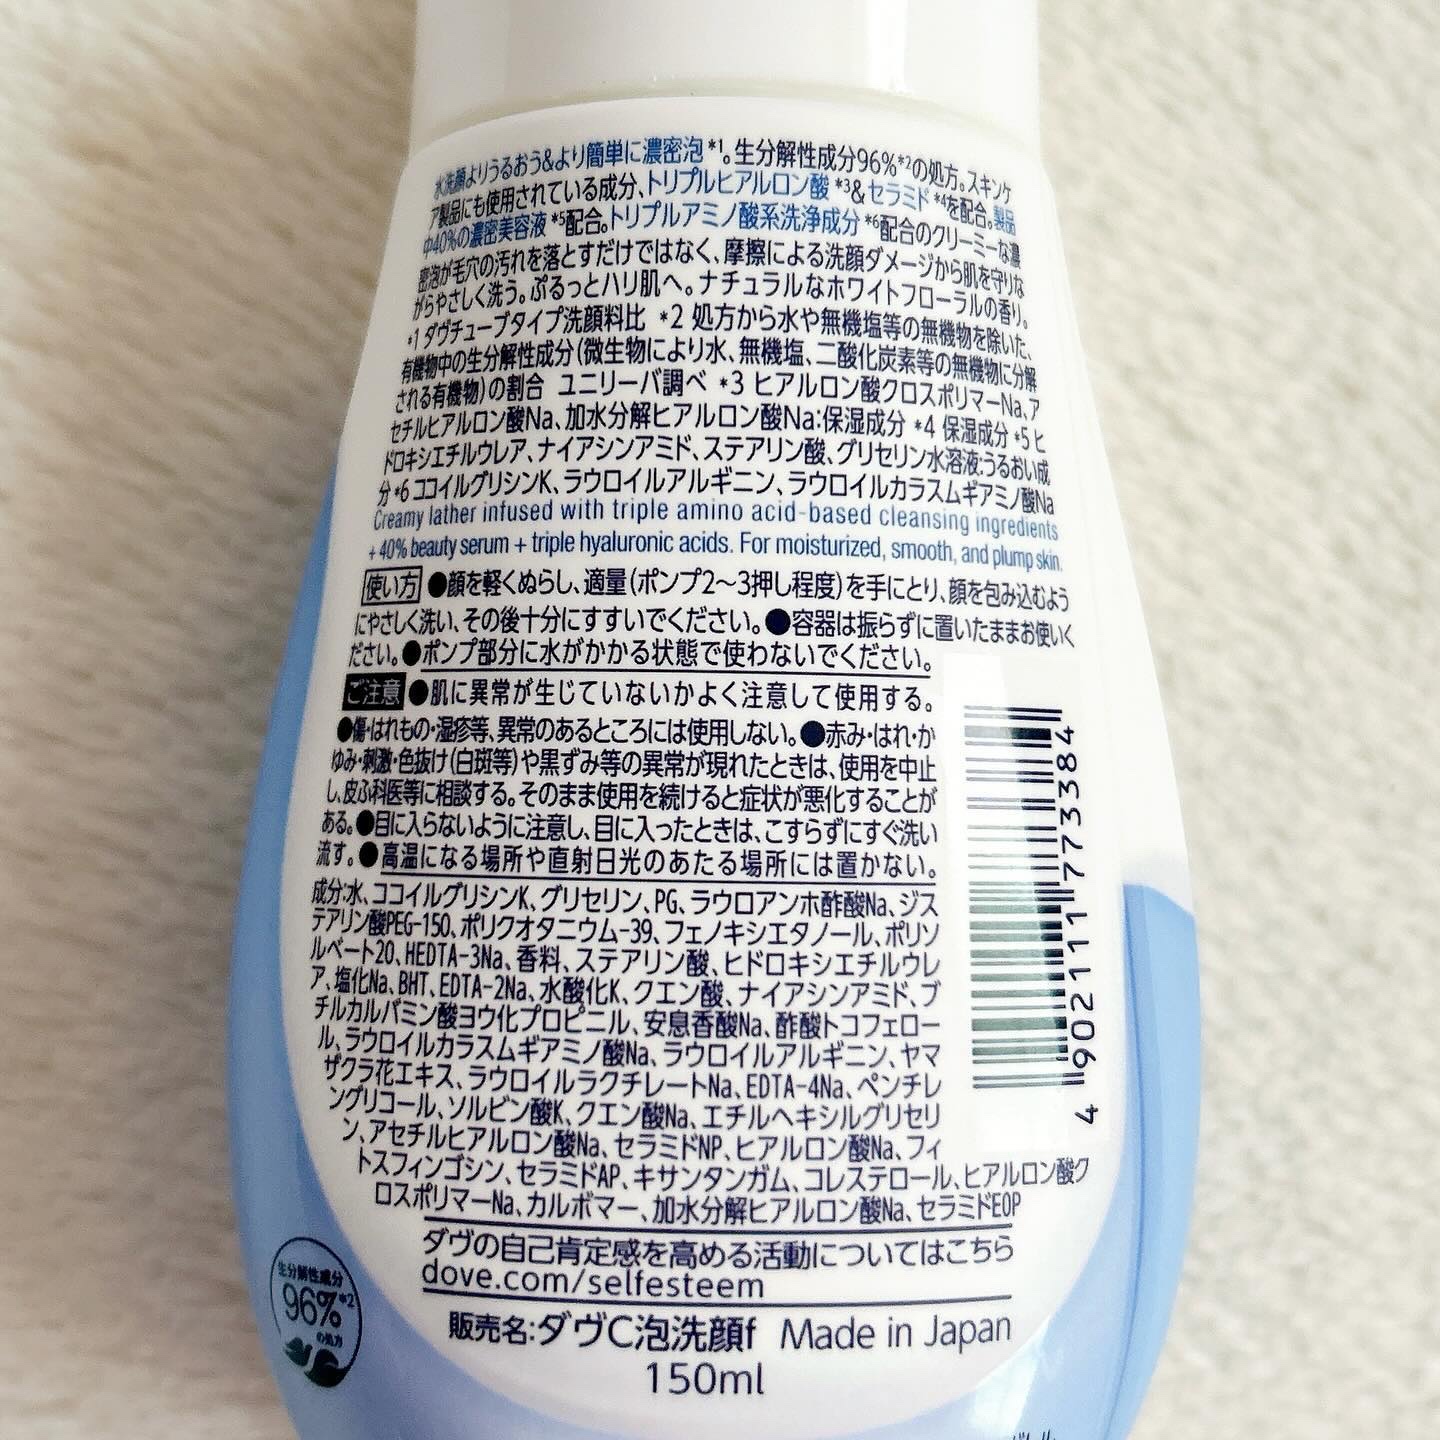 水洗顔よりうるおう&より簡単に濃密泡*1。生分解性成分96%*2の処方。スキンケ
ア製品にも使用されている成分、トリプルヒアルロン酸*3&セラミド*4を配合。製品
中40%の濃密美容液*5配合。トリプルアミノ酸系洗浄成分*6配合のクリーミーな濃
密泡が毛穴の汚れを落とすだけではなく、摩擦による洗顔ダメージから肌を守りな
がらやさしく洗う。ぷるっとハリ肌へ。ナチュラルなホワイトフローラルの香り。
*1 ダヴチューブタイプ洗顔料比 *2 処方から水や無機塩等の無機物を除いた、
有機物中の生分解性成分(微生物により水、無機塩、二酸化炭素等の無機物に分解
される有機物)の割合 ユニリーバ調べ *3 ヒアルロン酸クロスポリマーNa、ア
セチルヒアルロン酸Na、加水分解ヒアルロン酸Na:保湿成分 *4 保湿成分 *5 ヒ
ドロキシエチルウレア、ナイアシンアミド、ステアリン酸、グリセリン水溶液:うるおい成
分 *6 ココイルグリシンK、ラウロイルアルギニン、ラウロイルカラスムギアミノ酸Na
Creamy lather infused with triple amino acid-based cleansing ingredients
+ 40% beauty serum + triple hyaluronic acids. For moisturized, smooth, and plump skin.
使い方 ●顔を軽くぬらし、適量(ポンプ2〜3押し程度)を手にとり、顔を包み込むよう
にやさしく洗い、その後十分にすすいでください。●容器は振らずに置いたままお使いく
ださい。●ポンプ部分に水がかかる状態で使わないでください。
ご注意 ●肌に異常が生じていないかよく注意して使用する。
●傷・はれもの・湿疹等、異常のあるところには使用しない。●赤み・はれ・か
ゆみ・刺激・色抜け(白斑等)や黒ずみ等の異常が現れたときは、使用を中止
し、皮ふ科医等に相談する。そのまま使用を続けると症状が悪化することが
ある。●目に入らないように注意し、目に入ったときは、こすらずにすぐ洗い
流す。●高温になる場所や直射日光のあたる場所には置かない。
成分:水、ココイルグリシンK、グリセリン、PG、ラウロアンホ酢酸Na、ジス
テアリン酸PEG-150、ポリクオタニウム-39、フェノキシエタノール、ポリソ
ルベート20、HEDTA-3Na、香料、ステアリン酸、ヒドロキシエチルウレ
ア、塩化Na、BHT、EDTA-2Na、水酸化K、クエン酸、ナイアシンアミド、ブ
チルカルバミン酸ヨウ化プロピニル、安息香酸Na、酢酸トコフェロー
ル、ラウロイルカラスムギアミノ酸Na、ラウロイルアルギニン、ヤマ
ザクラ花エキス、ラウロイルラクチレートNa、EDTA-4Na、ペンチレ
ングリコール、ソルビン酸K、クエン酸Na、エチルヘキシルグリセリ
ン、アセチルヒアルロン酸Na、セラミドNP、ヒアルロン酸Na、フィ
トスフィンゴシン、セラミドAP、キサンタンガム、コレステロール、ヒアルロン酸ク
ロスポリマーNa、カルボマー、加水分解ヒアルロン酸Na、セラミドEOP
4902111773384
ダヴの自己肯定感を高める活動についてはこちら
dove.com/selfesteem
生分解性成分
96%*2
の処方
販売名:ダヴC泡洗顔f Made in Japan
150ml